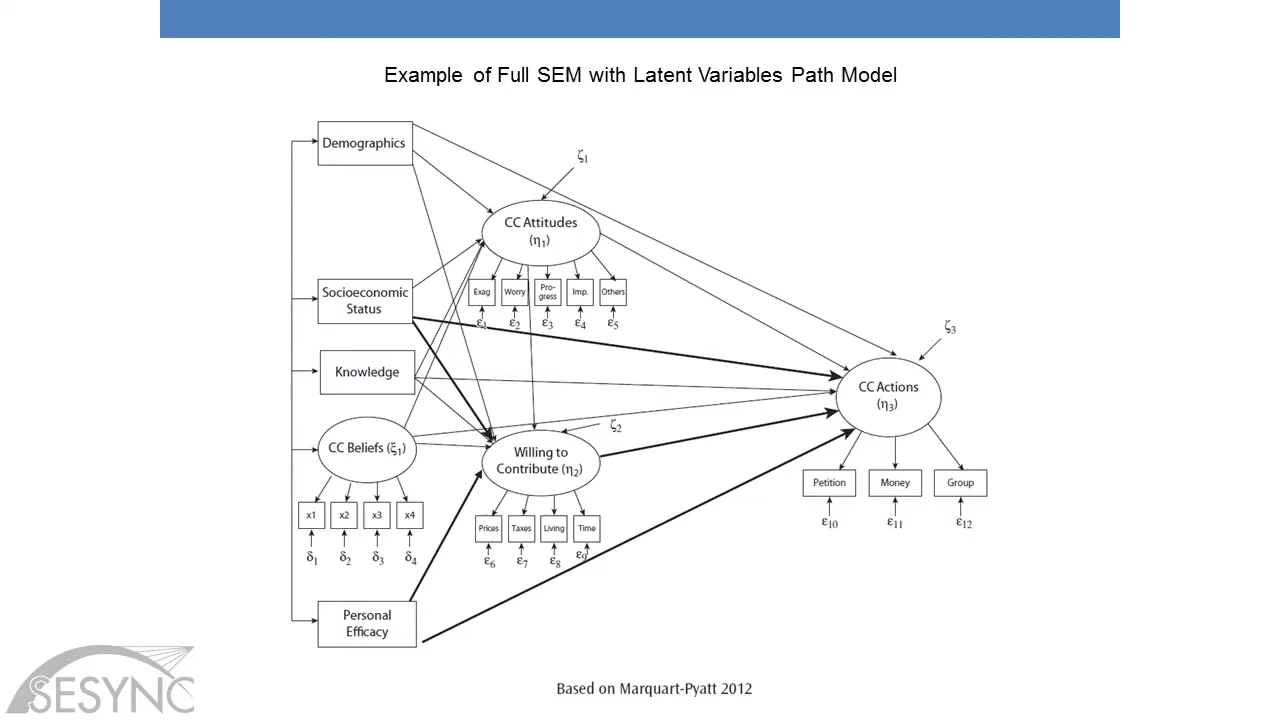 Example of Full SEM with Latent Variables Path Model
Demographics
ζ1
CC Attitudes
(η1)
Socioeconomic
Status
Exag
Worry
Pro-
gress
Imp.
Others
ε1
ε2
ε3
ε4
ε5
ζ3
Knowledge
CC Actions
(η3)
CC Beliefs (ξ1)
ζ2
Willing to
Contribute (η2)
Petition
Money
Group
x1
x2
x3
x4
Prices
Taxes
Living
Time
ε10
ε11
ε12
δ1
δ2
δ3
δ4
ε6
ε7
ε8
ε9
Personal
Efficacy
SESYNC
Based on Marquart-Pyatt 2012